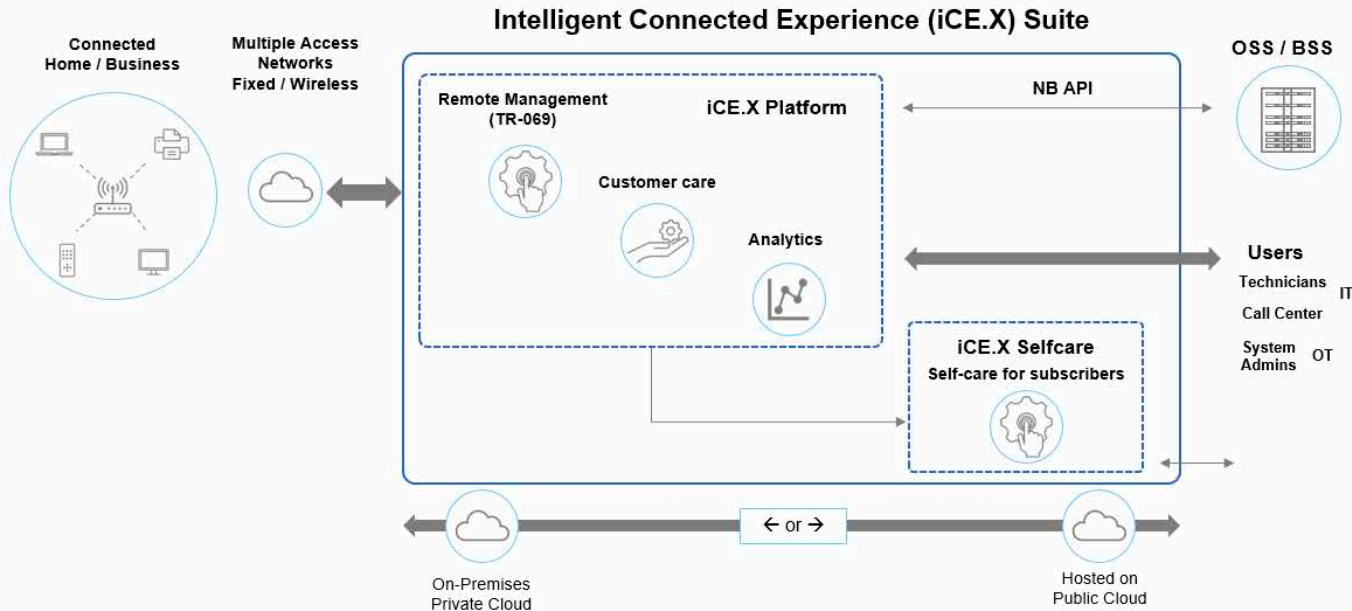 Intelligent Connected Experience (iCE.X) Suite
Connected
Home / Business
Multiple Access
Networks
Fixed / Wireless
Remote Management
(TR-069)
iCE.X Platform
Customer care
Analytics
NB API
OSS / BSS
Users
Technicians
Call Center
IT
System
Admins
OT
iCE.X Selfcare
Self-care for subscribers
← or →
On-Premises
Private Cloud
Hosted on
Public Cloud